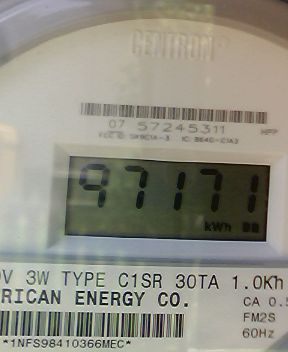 CENTRON®
07 57245311
97171
kWh
V 3W TYPE C1SR 30TA 1.0Kh
RICAN ENERGY CO.
CA 0.5
FM2S
60Hz
*1NFS98410366MEC*